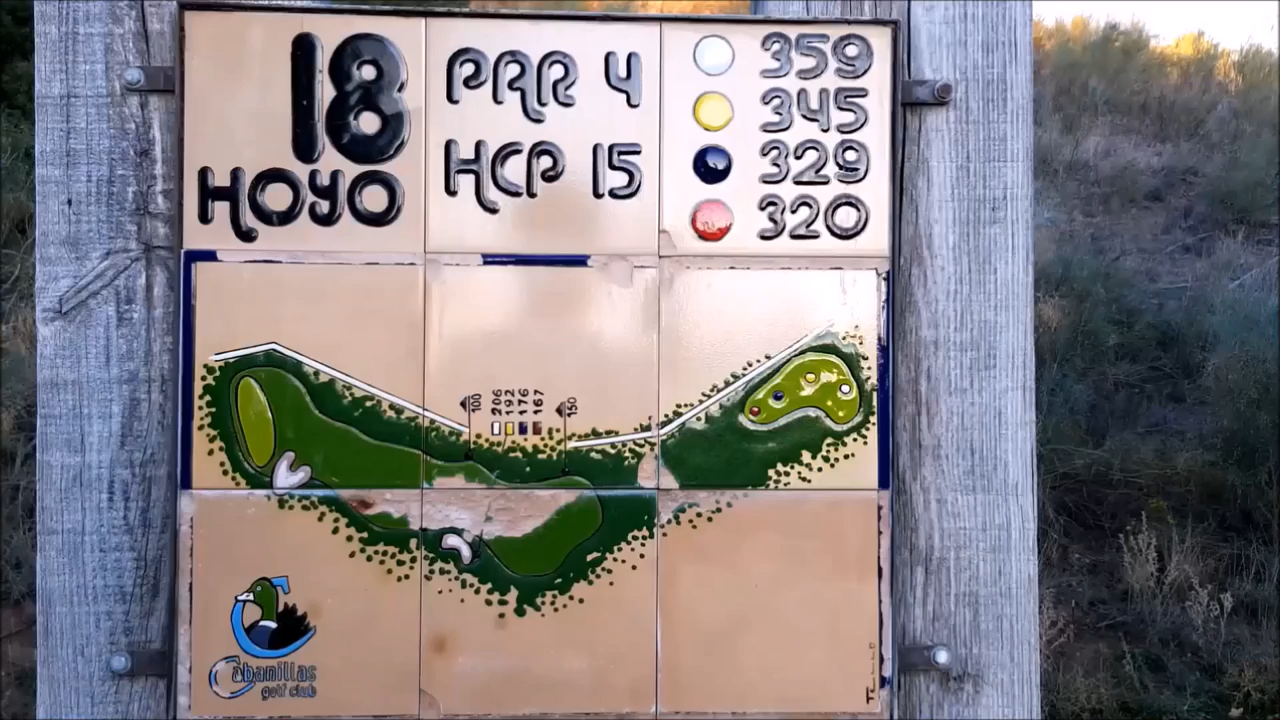 18
HOYO
PAR 4
HCP 15
359
345
329
320
100
206
192
176
167
150
Cabanillas
golf club